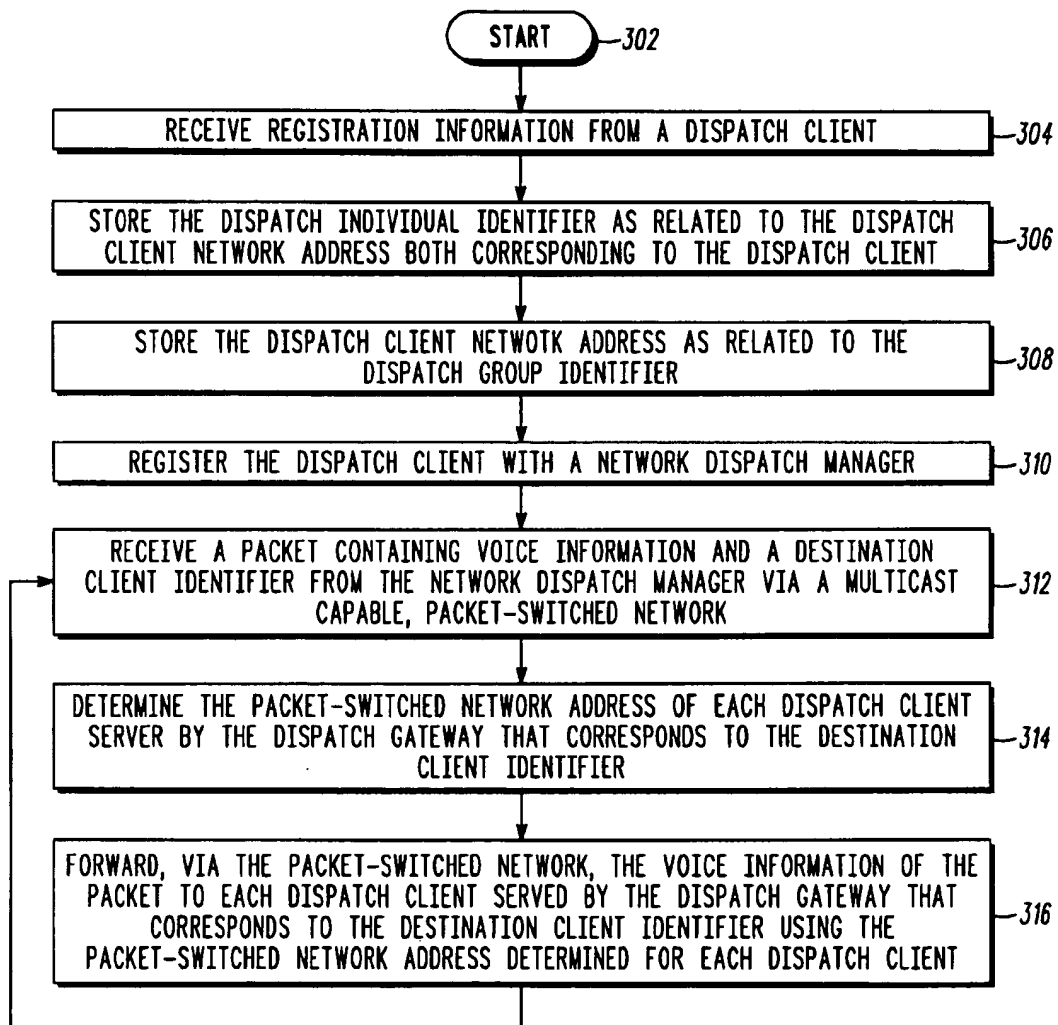 START
302
RECEIVE REGISTRATION INFORMATION FROM A DISPATCH CLIENT
304
STORE THE DISPATCH INDIVIDUAL IDENTIFIER AS RELATED TO THE DISPATCH
CLIENT NETWORK ADDRESS BOTH CORRESPONDING TO THE DISPATCH CLIENT
306
STORE THE DISPATCH CLIENT NETWOTK ADDRESS AS RELATED TO THE
DISPATCH GROUP IDENTIFIER
308
REGISTER THE DISPATCH CLIENT WITH A NETWORK DISPATCH MANAGER
310
RECEIVE A PACKET CONTAINING VOICE INFORMATION AND A DESTINATION
CLIENT IDENTIFIER FROM THE NETWORK DISPATCH MANAGER VIA A MULTICAST
CAPABLE, PACKET-SWITCHED NETWORK
312
DETERMINE THE PACKET-SWITCHED NETWORK ADDRESS OF EACH DISPATCH CLIENT
SERVER BY THE DISPATCH GATEWAY THAT CORRESPONDS TO THE DESTINATION
CLIENT IDENTIFIER
314
FORWARD, VIA THE PACKET-SWITCHED NETWORK, THE VOICE INFORMATION OF THE
PACKET TO EACH DISPATCH CLIENT SERVED BY THE DISPATCH GATEWAY THAT
CORRESPONDS TO THE DESTINATION CLIENT IDENTIFIER USING THE
PACKET-SWITCHED NETWORK ADDRESS DETERMINED FOR EACH DISPATCH CLIENT
316